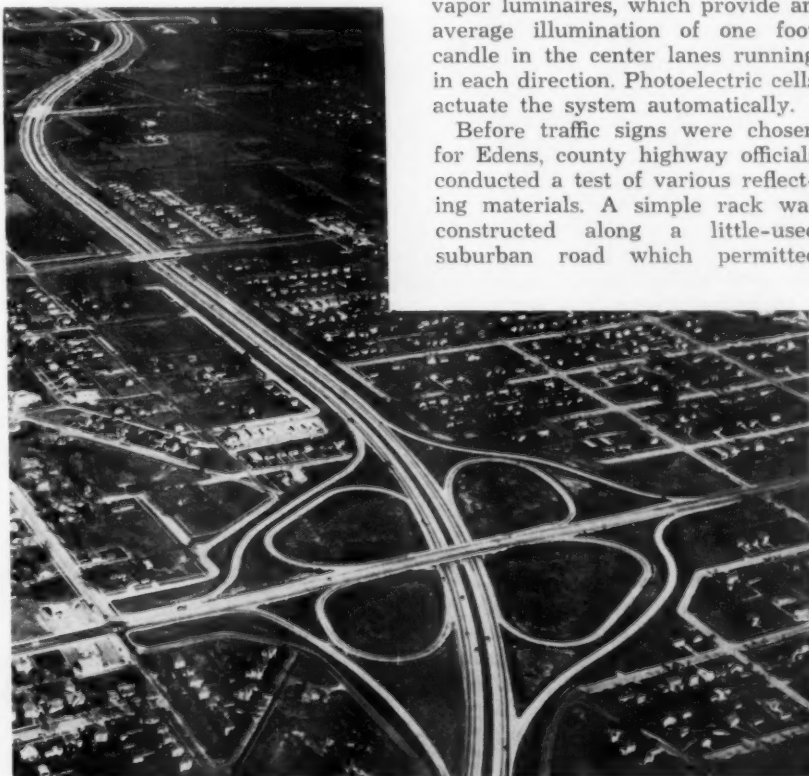 vapor luminaires, which provide an
average illumination of one foot
candle in the center lanes running
in each direction. Photoelectric cells
actuate the system automatically.
Before traffic signs were chosen
for Edens, county highway officials
conducted a test of various reflect-
ing materials. A simple rack was
constructed along a little-used
suburban road which permitted